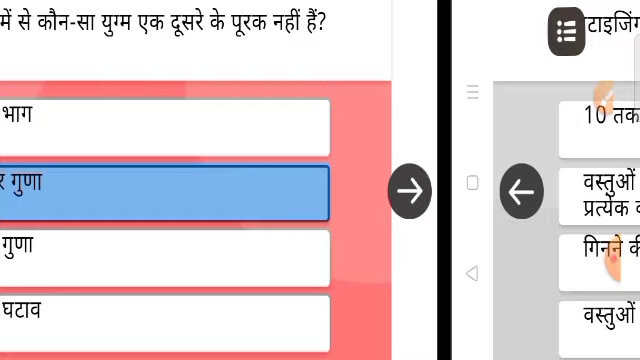 में से कौन-सा युग्म एक दूसरे के पूरक नहीं हैं?
भाग
र गुणा
गुणा
घटाव
टाइजिंग
10 तक
वस्तुओं
प्रत्येक व
गिनने की
वस्तुओं